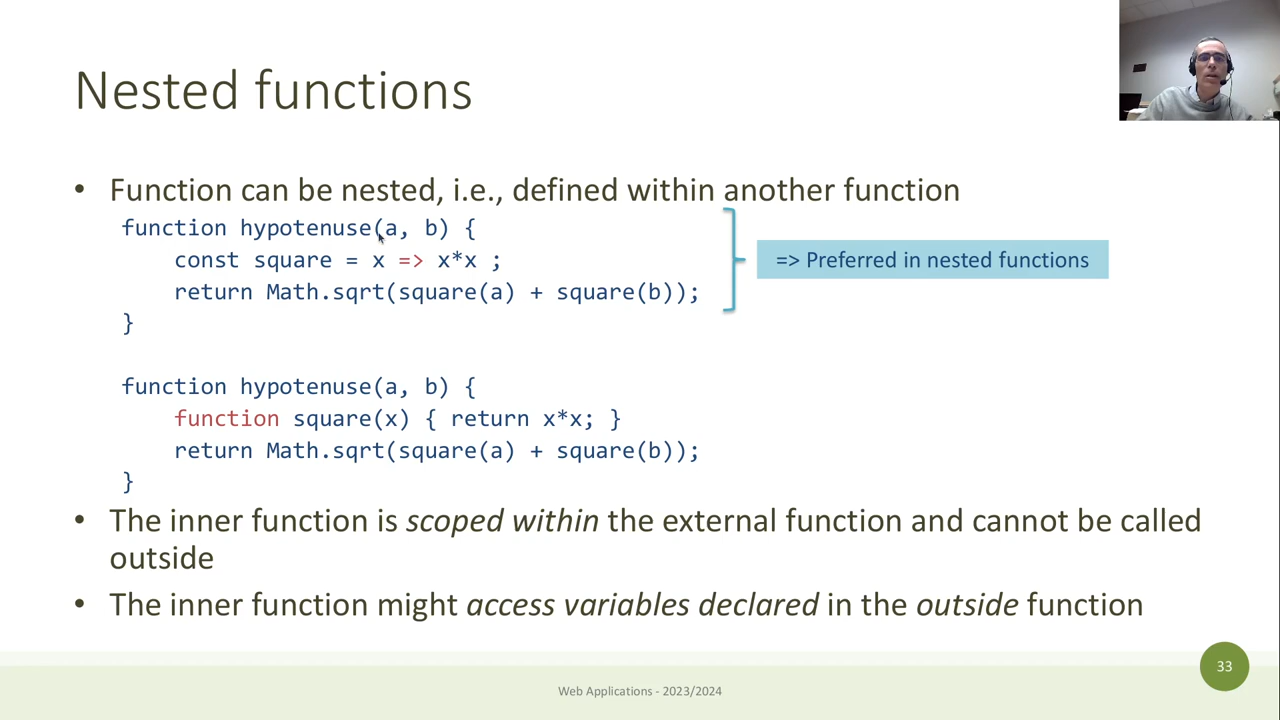 Nested functions
• Function can be nested, i.e., defined within another function
function hypotenuse(a, b) {
const square = x => x*x ;
return Math.sqrt(square(a) + square(b));
}
=> Preferred in nested functions
function hypotenuse(a, b) {
function square(x) { return x*x; }
return Math.sqrt(square(a) + square(b));
}
• The inner function is scoped within the external function and cannot be called
outside
• The inner function might access variables declared in the outside function
33
Web Applications - 2023/2024